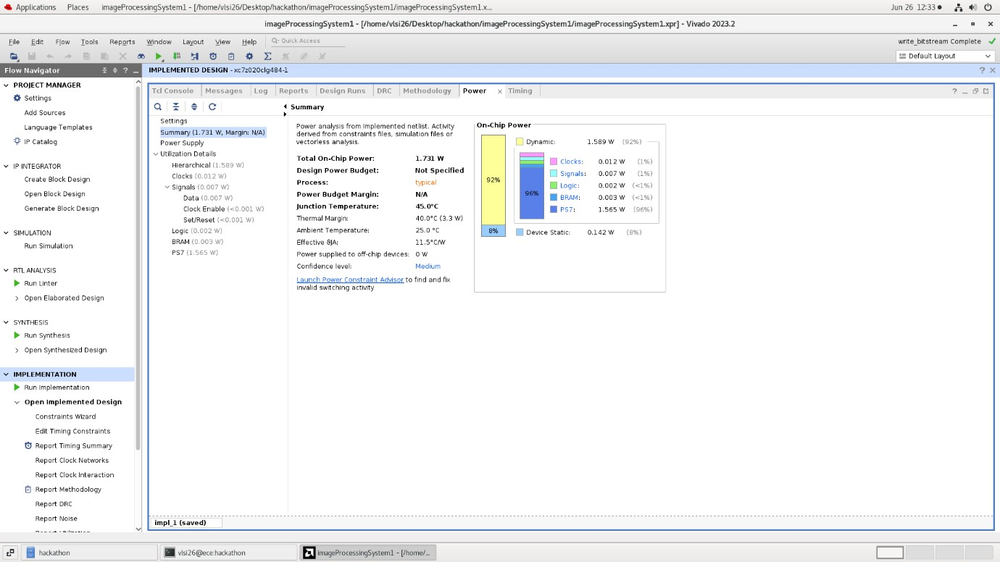 Applications Places imageProcessingSystem1 - [/home/vlsi26/Desktop/hackathon/imageProcessingSystem1/imageProcessingSystem1.x... Jun 26 12:33
imageProcessingSystem1 - [/home/vlsi26/Desktop/hackathon/imageProcessingSystem1/imageProcessingSystem1.xpr] - Vivado 2023.2
File Edit Flow Tools Reports Window Layout View Help Quick Access write_bitstream Complete
Default Layout
Flow Navigator
IMPLEMENTED DESIGN - xc7z020clg484-1
PROJECT MANAGER
Settings
Add Sources
Language Templates
IP Catalog
IP INTEGRATOR
Create Block Design
Open Block Design
Generate Block Design
SIMULATION
Run Simulation
RTL ANALYSIS
Run Linter
Open Elaborated Design
SYNTHESIS
Run Synthesis
Open Synthesized Design
IMPLEMENTATION
Run Implementation
Open Implemented Design
Constraints Wizard
Edit Timing Constraints
Report Timing Summary
Report Clock Networks
Report Clock Interaction
Report Methodology
Report DRC
Report Noise
Report Utilization
Tcl Console Messages Log Reports Design Runs DRC Methodology Power Timing
Settings
Summary (1.731 W, Margin: N/A)
Power Supply
Utilization Details
Hierarchical (1.589 W)
Clocks (0.012 W)
Signals (0.007 W)
Data (0.007 W)
Clock Enable (<0.001 W)
Set/Reset (<0.001 W)
Logic (0.002 W)
BRAM (0.003 W)
PS7 (1.565 W)
Summary
Power analysis from Implemented netlist. Activity
derived from constraints files, simulation files or
vectorless analysis.
Total On-Chip Power: 1.731 W
Design Power Budget: Not Specified
Process: typical
Power Budget Margin: N/A
Junction Temperature: 45.0°C
Thermal Margin: 40.0°C (3.3 W)
Ambient Temperature: 25.0 °C
Effective ϑJA: 11.5°C/W
Power supplied to off-chip devices: 0 W
Confidence level: Medium
Launch Power Constraint Advisor to find and fix
invalid switching activity
On-Chip Power
92%
8%
96%
Dynamic: 1.589 W (92%)
Clocks: 0.012 W (1%)
Signals: 0.007 W (1%)
Logic: 0.002 W (<1%)
BRAM: 0.003 W (<1%)
PS7: 1.565 W (96%)
Device Static: 0.142 W (8%)
impl_1 (saved)
hackathon
vlsi26@ece:hackathon
imageProcessingSystem1 - [/home/...